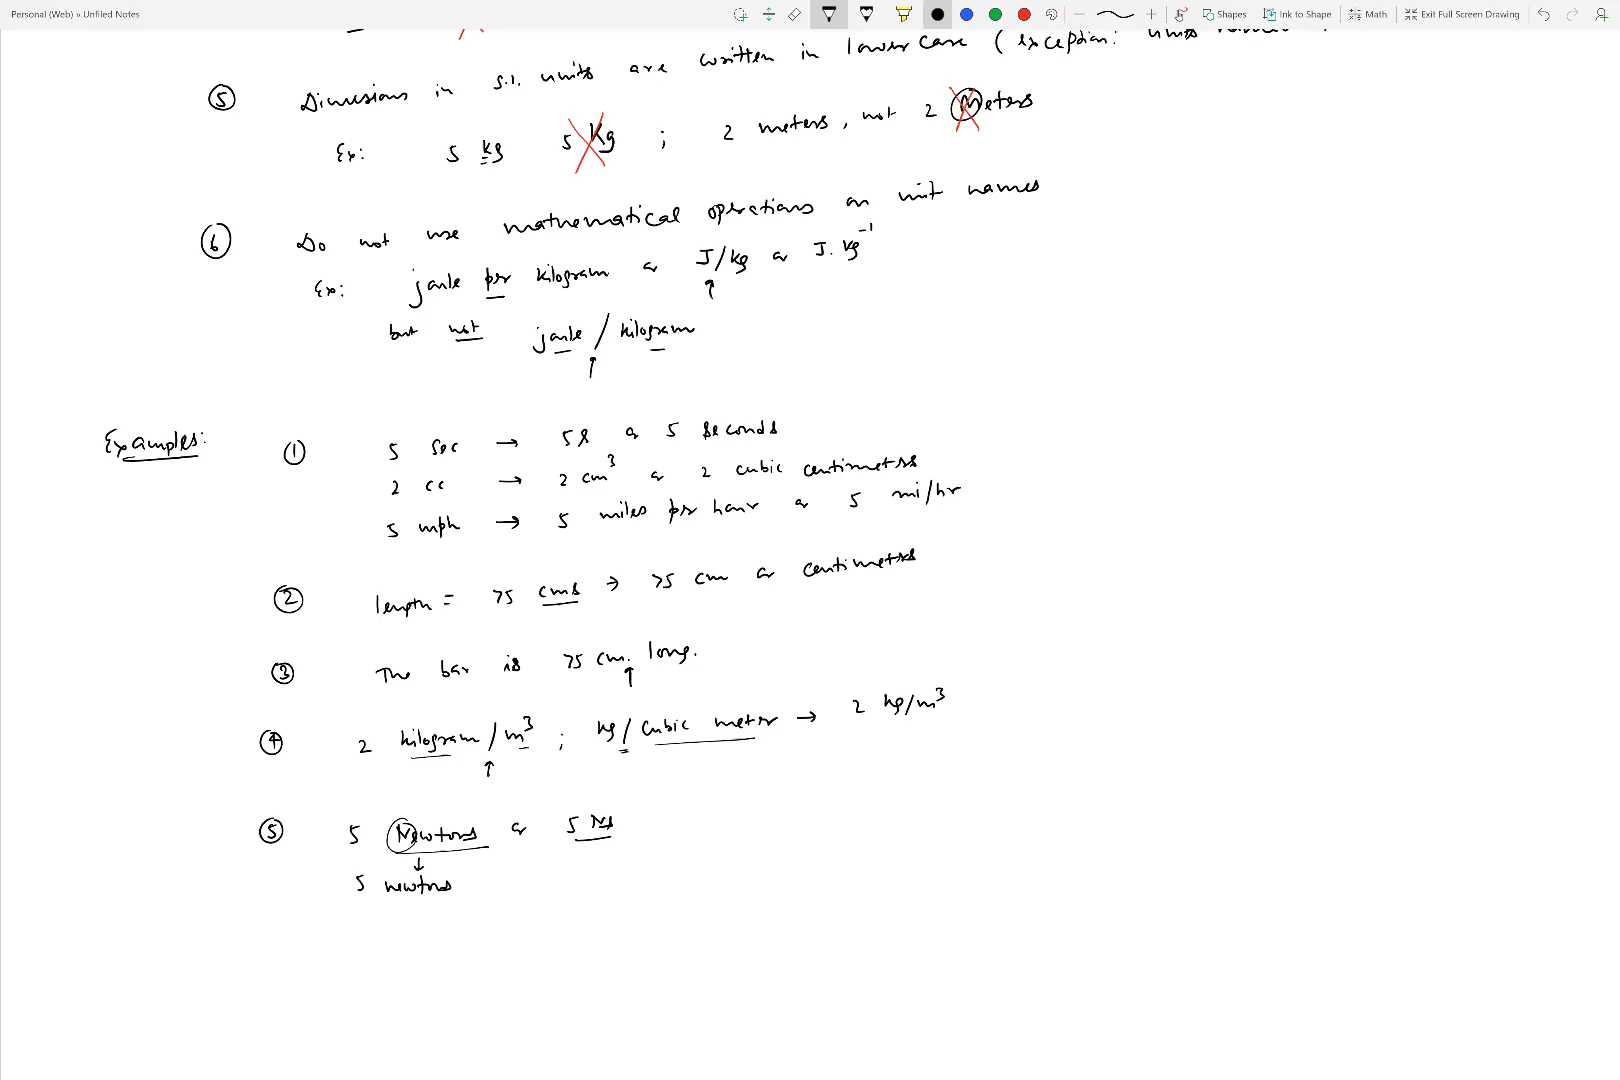 Personal (Web) » Unfiled Notes
Shapes Ink to Shape Math Exit Full Screen Drawing
⑤ Dimensions in S.I. units are written in lower case (exception: units
Ex: 5 kg 5 Kg ; 2 meters, not 2 Meters
⑥ Do not use mathematical operations on unit names
Ex: joule per kilogram or J/kg or J.kg⁻¹
but not joule / kilogram
Examples: ① 5 sec → 5s or 5 seconds
2 cc → 2 cm³ or 2 cubic centimeters
5 mph → 5 miles per hour or 5 mi/hr
② length = 75 cms → 75 cm or centimeters
③ The bar is 75 cm. long.
④ 2 kilogram / m³ ; kg / cubic meter → 2 kg/m³
⑤ 5 Newtons or 5 Ns
5 newtons